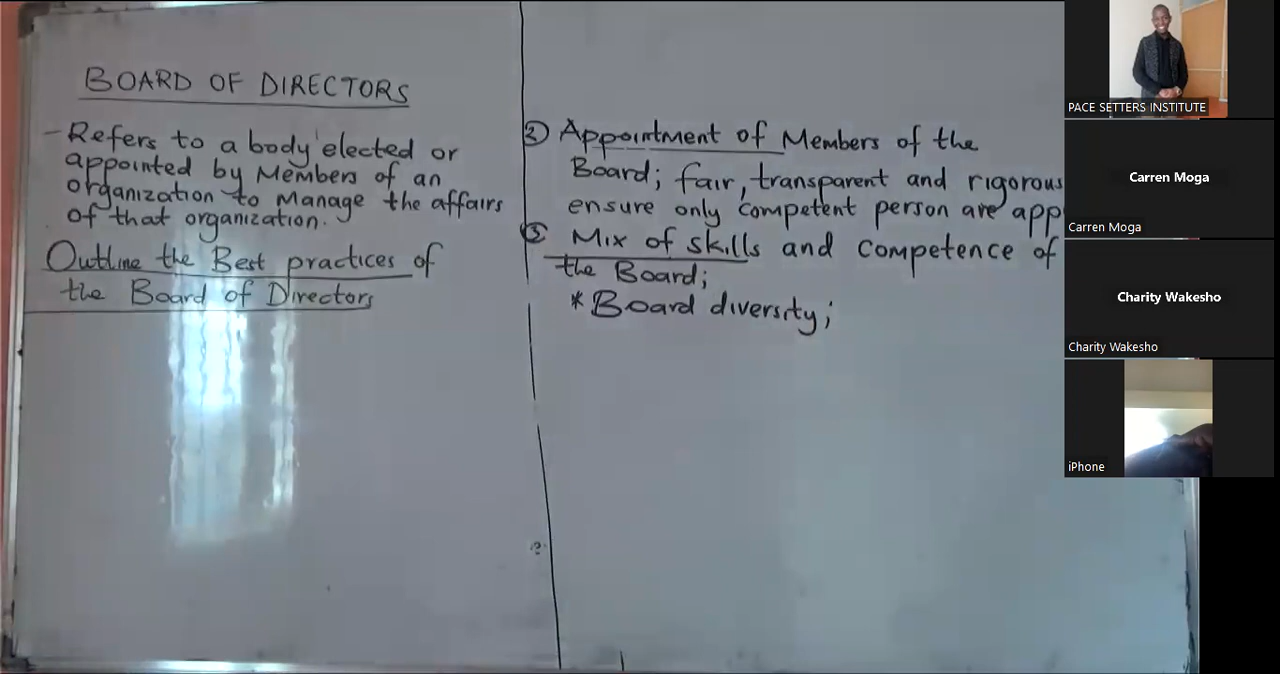 BOARD OF DIRECTORS
- Refers to a body elected or
appointed by Members of an
organization to Manage the affairs
of that organization.
Outline the Best practices of
the Board of Directors
② Appointment of Members of the
Board; fair, transparent and rigorous
ensure only competent person are app
③ Mix of skills and competence of
the Board;
* Board diversity;
PACE SETTERS INSTITUTE
Carren Moga
Carren Moga
Charity Wakesho
Charity Wakesho
iPhone